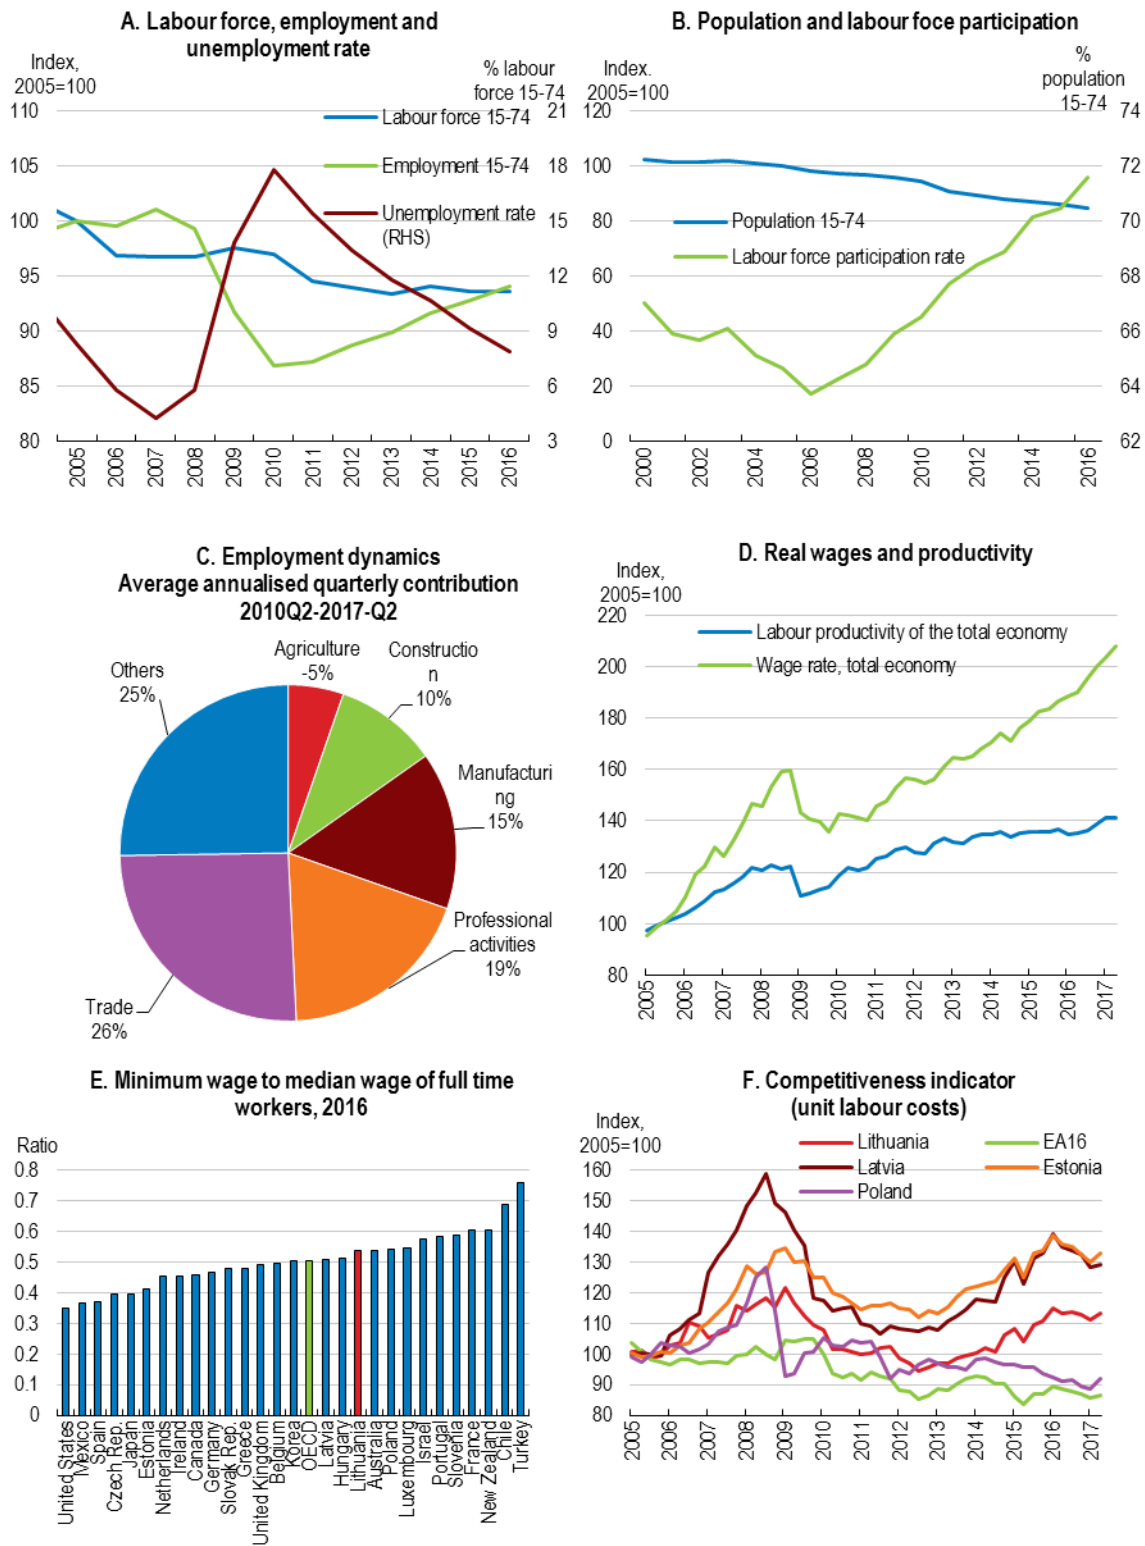 A. Labour force, employment and
unemployment rate
Index,
2005=100
% labour
force 15-74
110
105
100
95
90
85
80
21
18
15
12
9
6
3
Labour force 15-74
Employment 15-74
Unemployment rate
(RHS)
2005
2006
2007
2008
2009
2010
2011
2012
2013
2014
2015
2016
B. Population and labour foce participation
Index.
2005=100
%
population
15-74
120
100
80
60
40
20
0
74
72
70
68
66
64
62
Population 15-74
Labour force participation rate
2000
2002
2004
2006
2008
2010
2012
2014
2016
C. Employment dynamics
Average annualised quarterly contribution
2010Q2-2017-Q2
Agriculture
-5%
Constructio
n
10%
Manufacturi
ng
15%
Professional
activities
19%
Trade
26%
Others
25%
D. Real wages and productivity
Index,
2005=100
220
200
180
160
140
120
100
80
Labour productivity of the total economy
Wage rate, total economy
2005
2006
2007
2008
2009
2010
2011
2012
2013
2014
2015
2016
2017
E. Minimum wage to median wage of full time
workers, 2016
Ratio
0.8
0.7
0.6
0.5
0.4
0.3
0.2
0.1
0
United States
Mexico
Spain
Czech Rep.
Japan
Estonia
Netherlands
Ireland
Canada
Germany
Slovak Rep.
Greece
United Kingdom
Belgium
Korea
OECD
Latvia
Hungary
Lithuania
Australia
Poland
Luxembourg
Israel
Portugal
Slovenia
France
New Zealand
Chile
Turkey
F. Competitiveness indicator
(unit labour costs)
Index,
2005=100
Lithuania
EA16
Latvia
Estonia
Poland
160
150
140
130
120
110
100
90
80
2005
2006
2007
2008
2009
2010
2011
2012
2013
2014
2015
2016
2017